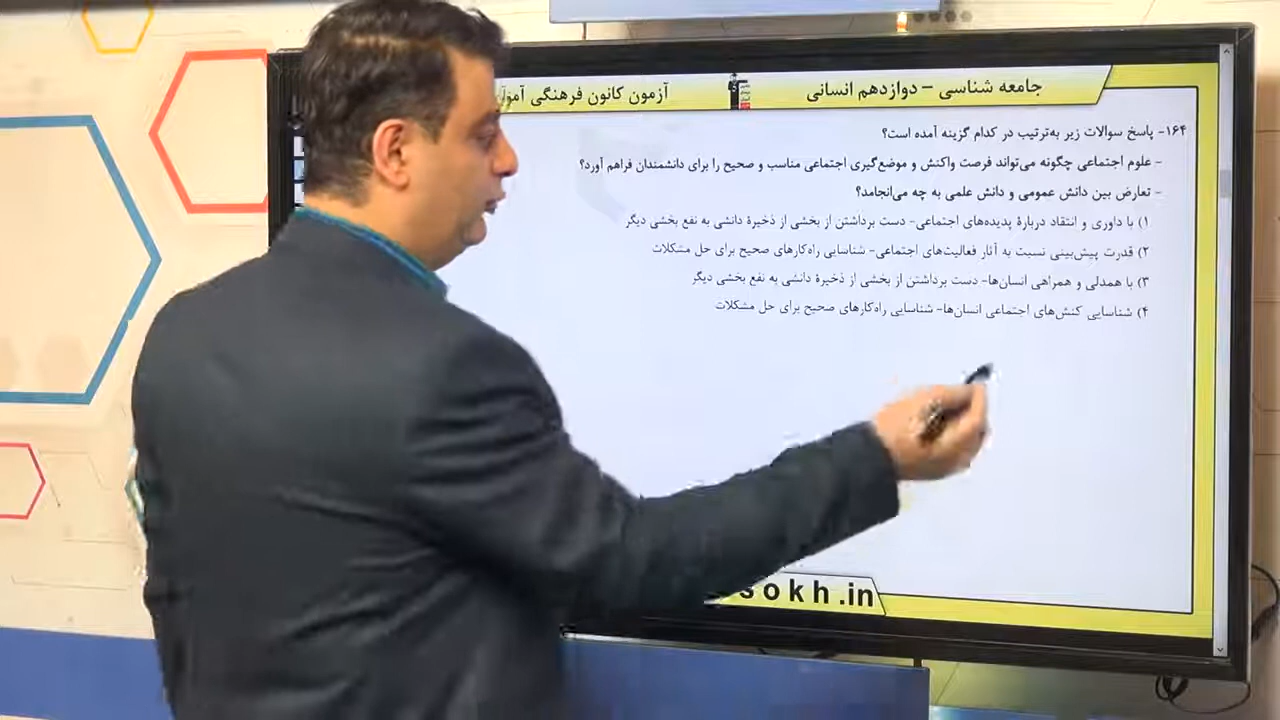 جامعه شناسی - دوازدهم انسانی
آزمون کانون فرهنگی
۱۶۴- پاسخ سوالات زیر به‌ترتیب در کدام گزینه آمده است؟
- علوم اجتماعی چگونه می‌تواند فرصت واکنش و موضع‌گیری اجتماعی مناسب و صحیح را برای دانشمندان فراهم آورد؟
- تعارض بین دانش عمومی و دانش علمی به چه می‌انجامد؟
۱) با داوری و انتقاد دربارهٔ پدیده‌های اجتماعی- دست برداشتن از بخشی از ذخیرهٔ دانشی به نفع بخشی دیگر
۲) قدرت پیش‌بینی نسبت به آثار فعالیت‌های اجتماعی- شناسایی راه‌کارهای صحیح برای حل مشکلات
۳) با همدلی و همراهی انسان‌ها- دست برداشتن از بخشی از ذخیرهٔ دانشی به نفع بخشی دیگر
۴) شناسایی کنش‌های اجتماعی انسان‌ها- شناسایی راه‌کارهای صحیح برای حل مشکلات
sokh.in